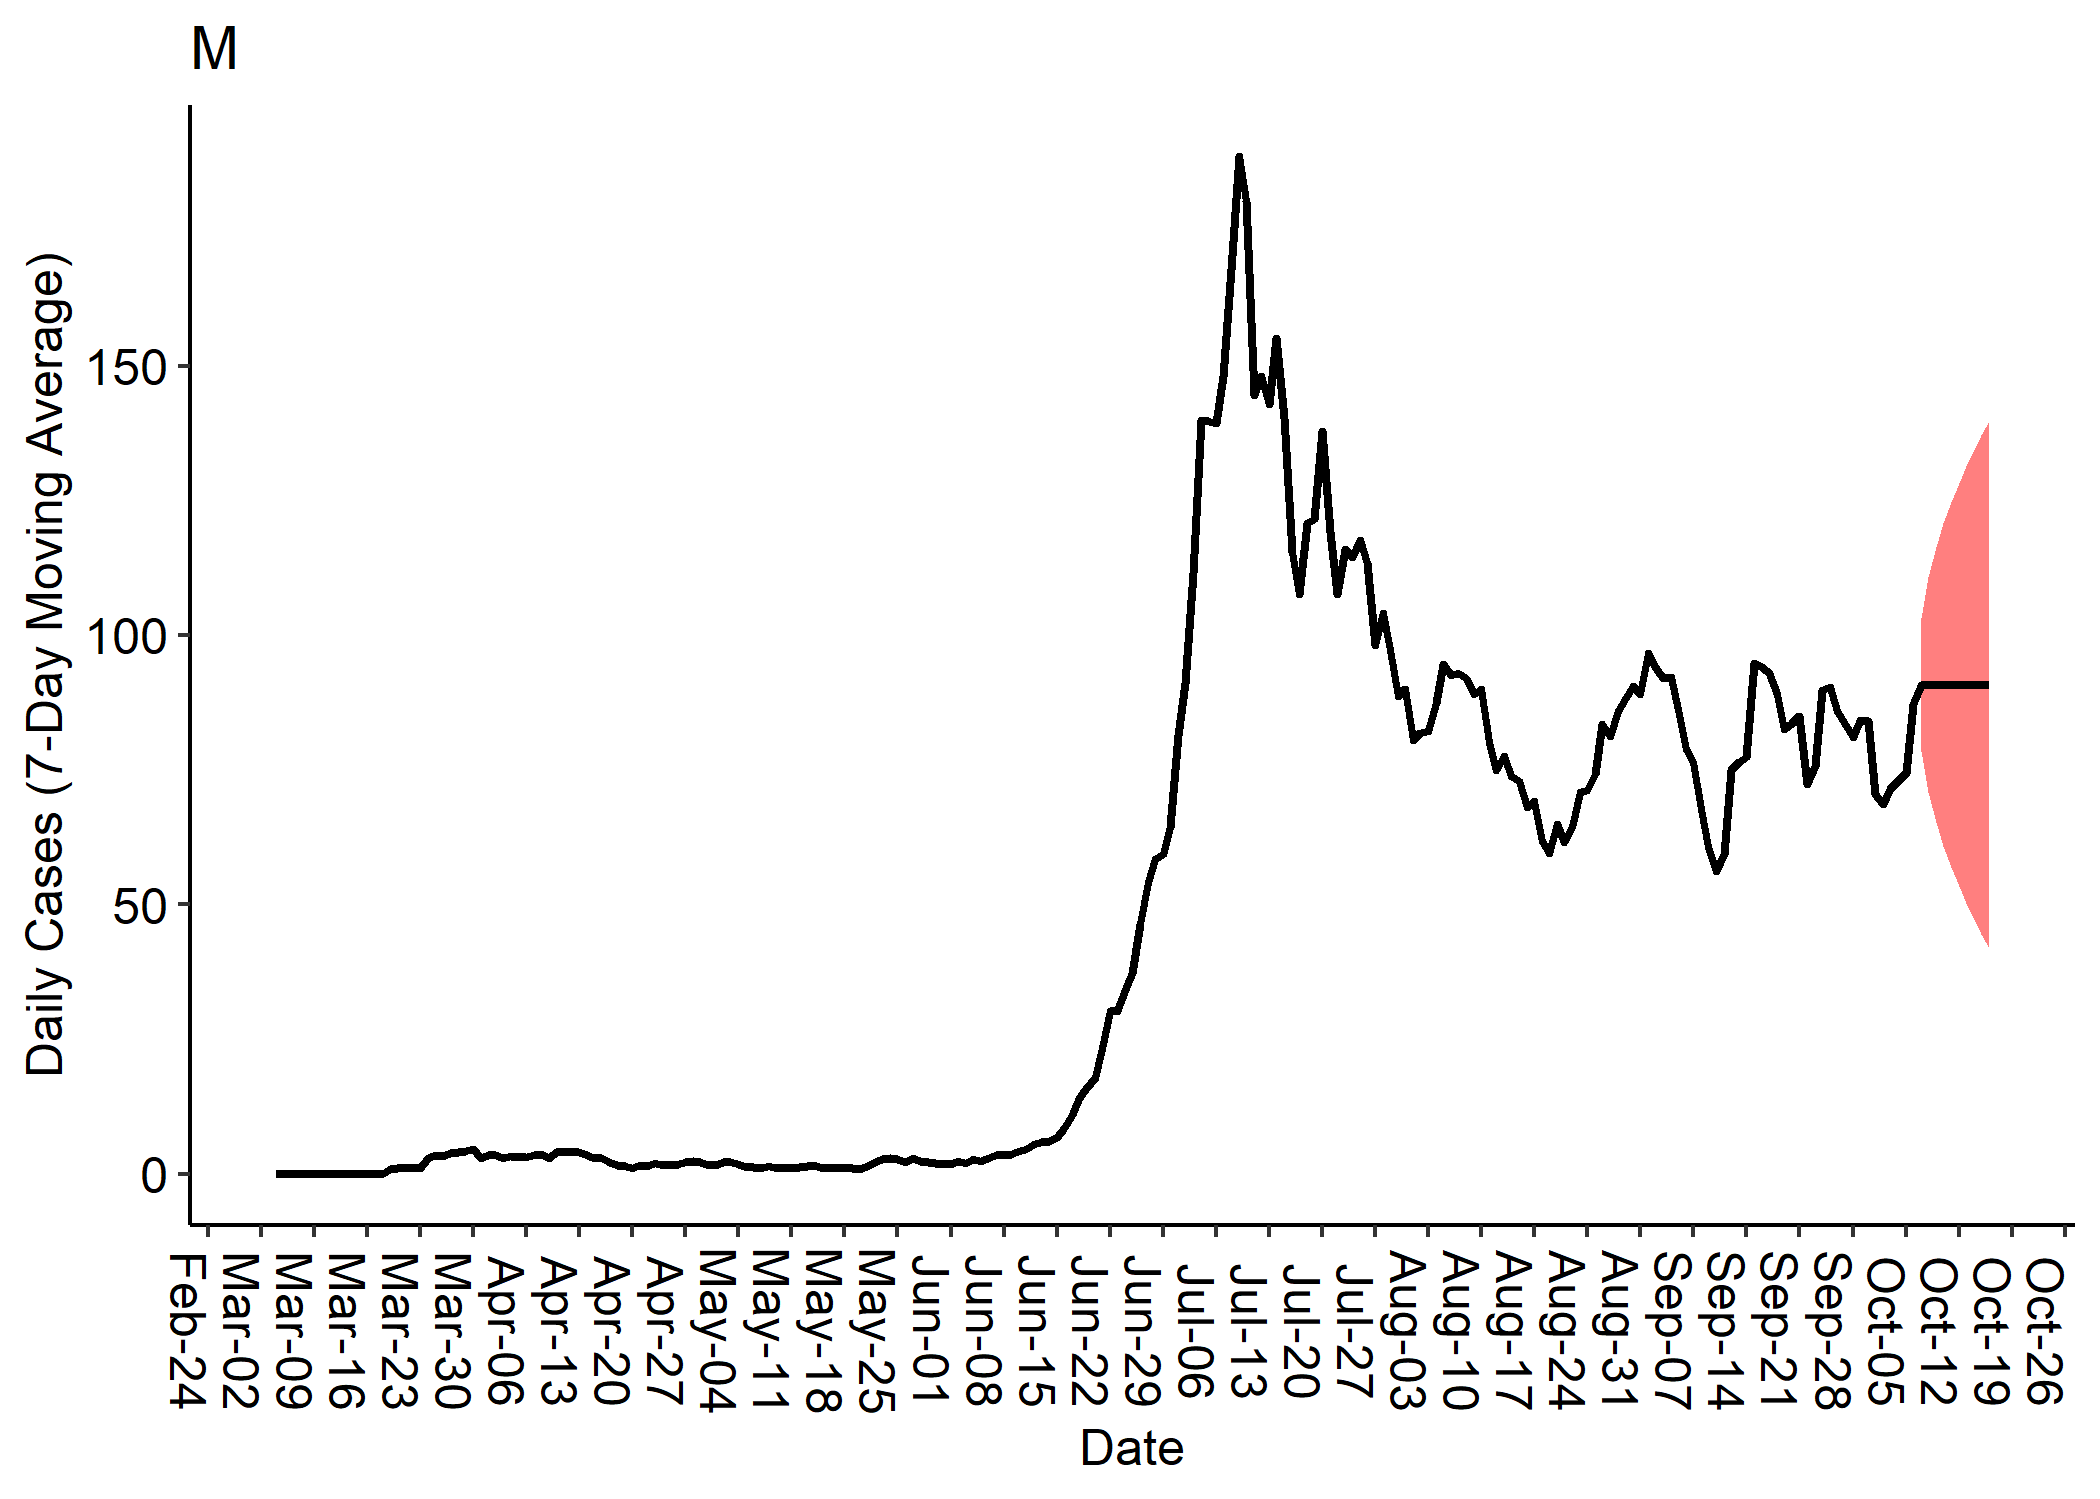 M
Daily Cases (7-Day Moving Average)
150
100
50
0
Feb-24
Mar-02
Mar-09
Mar-16
Mar-23
Mar-30
Apr-06
Apr-13
Apr-20
Apr-27
May-04
May-11
May-18
May-25
Jun-01
Jun-08
Jun-15
Jun-22
Jun-29
Jul-06
Jul-13
Jul-20
Jul-27
Aug-03
Aug-10
Aug-17
Aug-24
Aug-31
Sep-07
Sep-14
Sep-21
Sep-28
Oct-05
Oct-12
Oct-19
Oct-26
Date